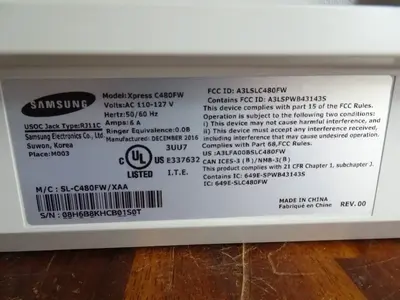 SAMSUNG
USOC Jack Type:RJ11C
Samsung Electronics Co., Ltd.
Suwon, Korea
Place:M003
Model:Xpress C480FW
Volts:AC 110-127 V
Hertz:50/60 Hz
Amps:6 A
Ringer Equivalence:0.0B
Manufactured: DECEMBER 2016
3UU7
c UL us
LISTED
E337632
I.T.E.
M/C : SL-C480FW/XAA
S/N : 08H6B8KHCB01S0T
FCC ID: A3LSLC480FW
Contains FCC ID: A3LSPWB43143S
This device complies with part 15 of the FCC Rules.
Operation is subject to the following two conditions:
(1) This device may not cause harmful interference, and
(2) this device must accept any interference received,
including interference that may cause undesired operation.
Complies with Part 68,FCC Rules.
US:A3LFA00BSLC480FW
CAN ICES-3 (B)/NMB-3(B)
This product complies with 21 CFR Chapter 1, subchapter J.
Contains IC: 649E-SPWB43143S
IC: 649E-SLC480FW
MADE IN CHINA
Fabriqué en Chine
REV.00